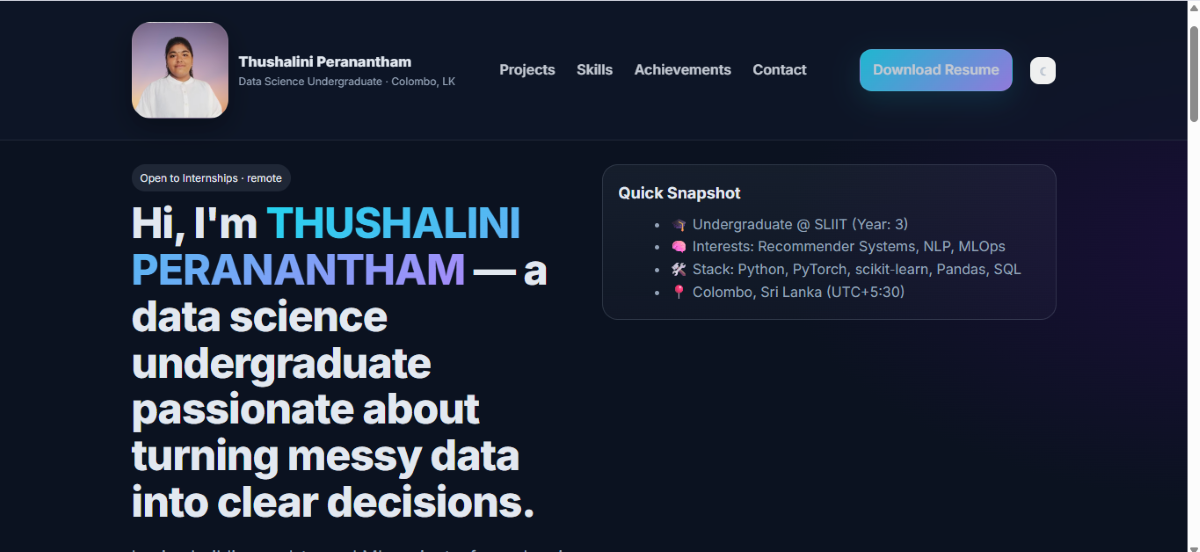 Thushalini Peranantham
Data Science Undergraduate · Colombo, LK
Projects
Skills
Achievements
Contact
Download Resume
Open to Internships · remote
Hi, I'm THUSHALINI
PERANANTHAM — a
data science
undergraduate
passionate about
turning messy data
into clear decisions.
Quick Snapshot
Undergraduate @ SLIIT (Year: 3)
Interests: Recommender Systems, NLP, MLOps
Stack: Python, PyTorch, scikit-learn, Pandas, SQL
Colombo, Sri Lanka (UTC+5:30)